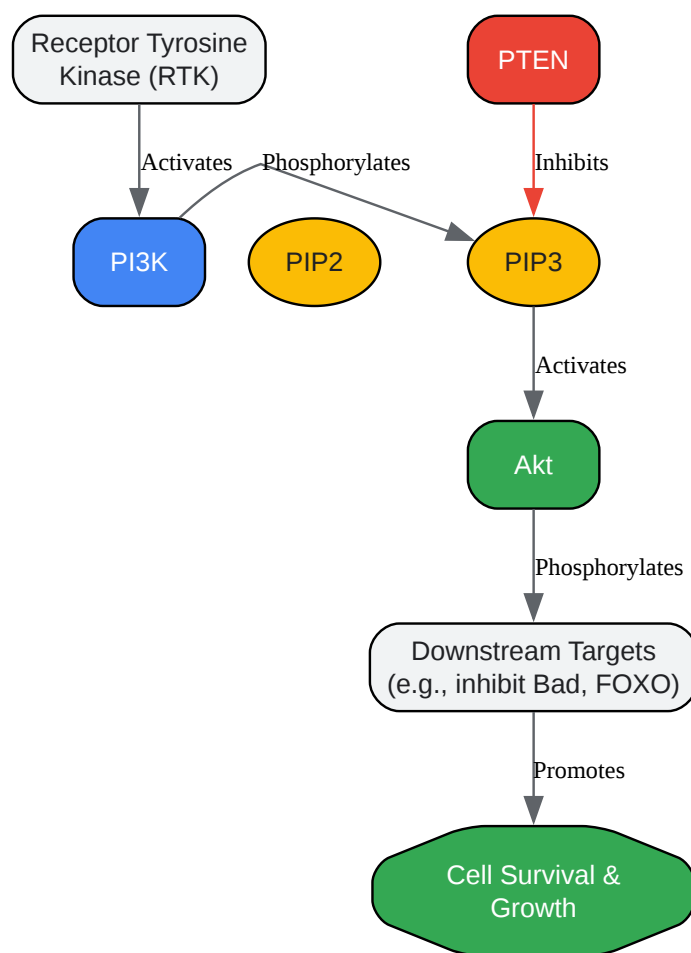 Receptor Tyrosine
Kinase (RTK)
PTEN
Activates
Phosphorylates
Inhibits
PI3K
PIP2
PIP3
Activates
Akt
Phosphorylates
Downstream Targets
(e.g., inhibit Bad, FOXO)
Promotes
Cell Survival &
Growth